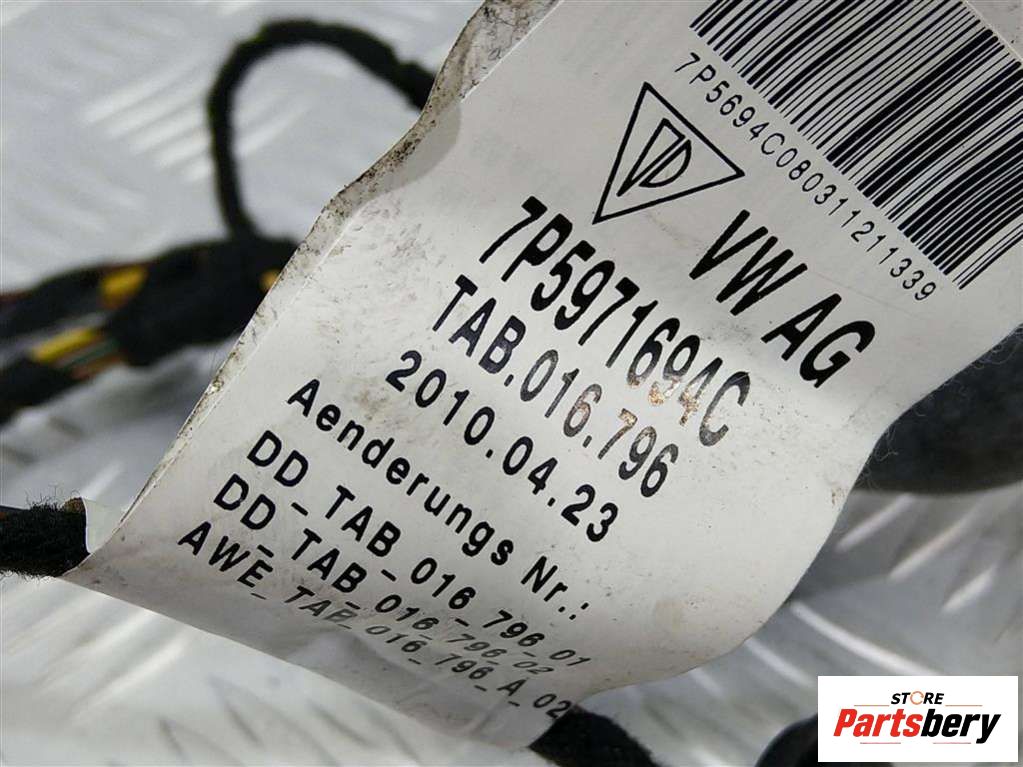 7P5694C08031121​1339
VW AG
7P5971694C
TAB.016.796
2010.04.23
Aenderungs Nr.:
DD_TAB_016_796_01
DD_TAB_016_796_02
AWE_TAB_016_796_A_02
STORE
Partsbery